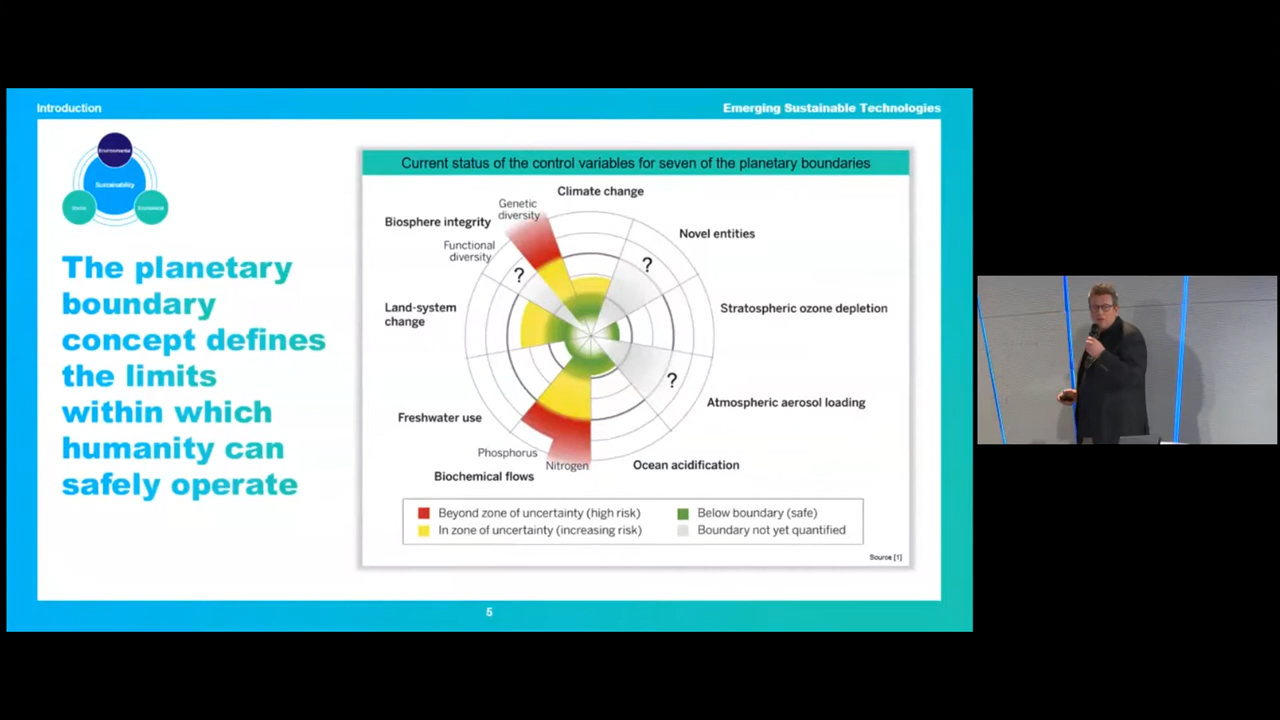 Introduction
Emerging Sustainable Technologies
Environmental
Sustainability
Economical
The planetary
boundary
concept defines
the limits
within which
humanity can
safely operate
Current status of the control variables for seven of the planetary boundaries
Climate change
Genetic
diversity
Biosphere integrity
Functional
diversity
Novel entities
?
?
Land-system
change
Stratospheric ozone depletion
?
Atmospheric aerosol loading
Freshwater use
Phosphorus
Nitrogen
Biochemical flows
Ocean acidification
Beyond zone of uncertainty (high risk)
Below boundary (safe)
In zone of uncertainty (increasing risk)
Boundary not yet quantified
Source [1]
5